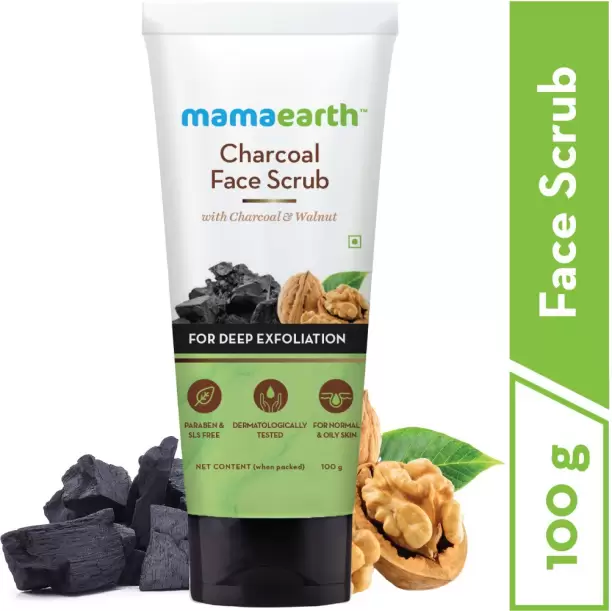 mamaearth™
Charcoal
Face Scrub
with Charcoal & Walnut
FOR DEEP EXFOLIATION
PARABEN &
SLS FREE
DERMATOLOGICALLY
TESTED
FOR NORMAL
& OILY SKIN
NET CONTENT (when packed) 100 g
Face Scrub
100 g